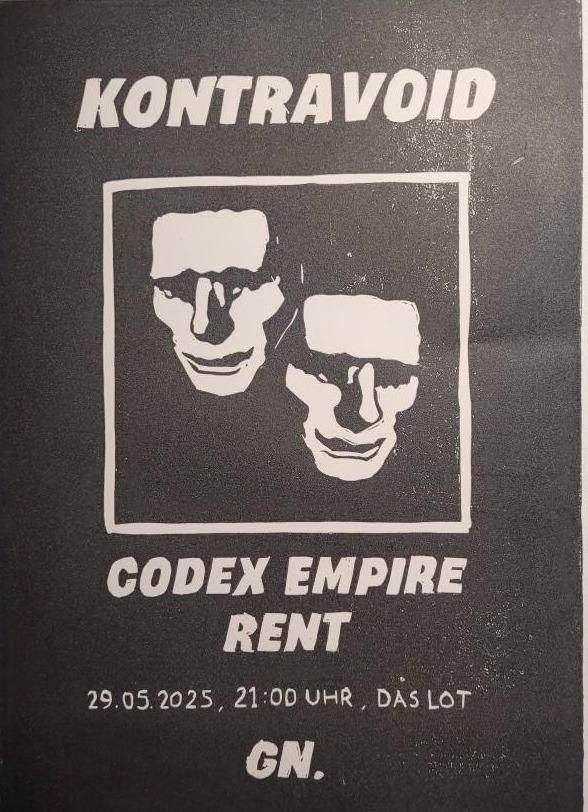 KONTRAVOID
CODEX EMPIRE
RENT
29.05.2025, 21:00 UHR, DAS LOT
GN.